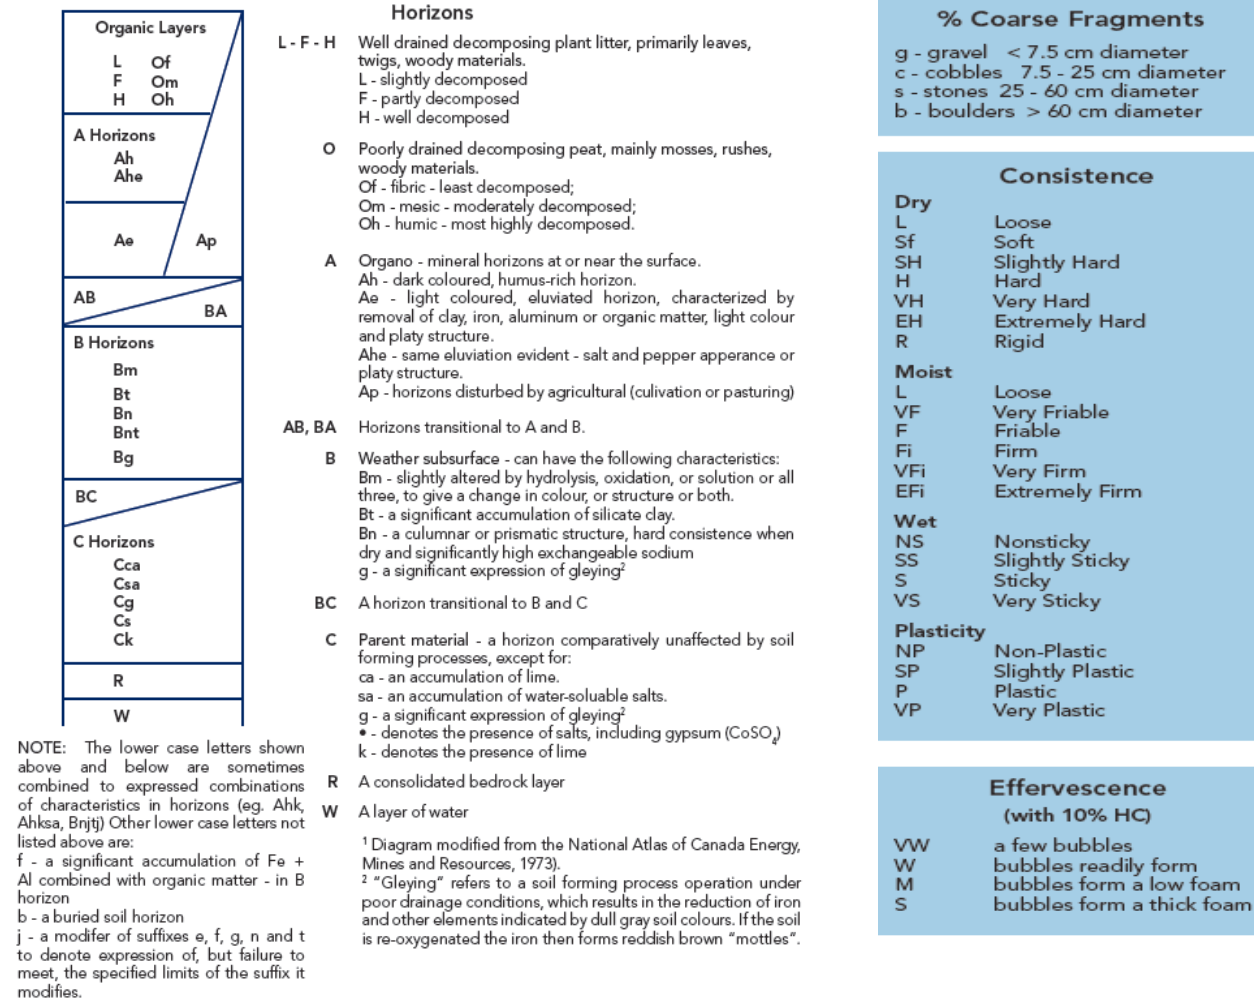 Organic Layers
L Of
F Om
H Oh
A Horizons
Ah
Ahe
Ae Ap
AB
BA
B Horizons
Bm
Bt
Bn
Bnt
Bg
BC
C Horizons
Cca
Csa
Cg
Cs
Ck
R
W
NOTE: The lower case letters shown
above and below are sometimes
combined to expressed combinations
of characteristics in horizons (eg. Ahk,
Ahksa, Bnjtj) Other lower case letters not
listed above are:
f - a significant accumulation of Fe +
Al combined with organic matter - in B
horizon
b - a buried soil horizon
j - a modifer of suffixes e, f, g, n and t
to denote expression of, but failure to
meet, the specified limits of the suffix it
modifies.
Horizons
L - F - H Well drained decomposing plant litter, primarily leaves,
twigs, woody materials.
L - slightly decomposed
F - partly decomposed
H - well decomposed
O Poorly drained decomposing peat, mainly mosses, rushes,
woody materials.
Of - fibric - least decomposed;
Om - mesic - moderately decomposed;
Oh - humic - most highly decomposed.
A Organo - mineral horizons at or near the surface.
Ah - dark coloured, humus-rich horizon.
Ae - light coloured, eluviated horizon, characterized by
removal of clay, iron, aluminum or organic matter, light colour
and platy structure.
Ahe - same eluviation evident - salt and pepper apperance or
platy structure.
Ap - horizons disturbed by agricultural (culivation or pasturing)
AB, BA Horizons transitional to A and B.
B Weather subsurface - can have the following characteristics:
Bm - slightly altered by hydrolysis, oxidation, or solution or all
three, to give a change in colour, or structure or both.
Bt - a significant accumulation of silicate clay.
Bn - a culumnar or prismatic structure, hard consistence when
dry and significantly high exchangeable sodium
g - a significant expression of gleying²
BC A horizon transitional to B and C
C Parent material - a horizon comparatively unaffected by soil
forming processes, except for:
ca - an accumulation of lime.
sa - an accumulation of water-soluable salts.
g - a significant expression of gleying²
• - denotes the presence of salts, including gypsum (CoSO₄)
k - denotes the presence of lime
R A consolidated bedrock layer
W A layer of water
¹ Diagram modified from the National Atlas of Canada Energy,
Mines and Resources, 1973).
² "Gleying" refers to a soil forming process operation under
poor drainage conditions, which results in the reduction of iron
and other elements indicated by dull gray soil colours. If the soil
is re-oxygenated the iron then forms reddish brown "mottles".
% Coarse Fragments
g - gravel < 7.5 cm diameter
c - cobbles 7.5 - 25 cm diameter
s - stones 25 - 60 cm diameter
b - boulders > 60 cm diameter
Consistence
Dry
L Loose
Sf Soft
SH Slightly Hard
H Hard
VH Very Hard
EH Extremely Hard
R Rigid
Moist
L Loose
VF Very Friable
F Friable
Fi Firm
VFi Very Firm
EFi Extremely Firm
Wet
NS Nonsticky
SS Slightly Sticky
S Sticky
VS Very Sticky
Plasticity
NP Non-Plastic
SP Slightly Plastic
P Plastic
VP Very Plastic
Effervescence
(with 10% HC)
VW a few bubbles
W bubbles readily form
M bubbles form a low foam
S bubbles form a thick foam